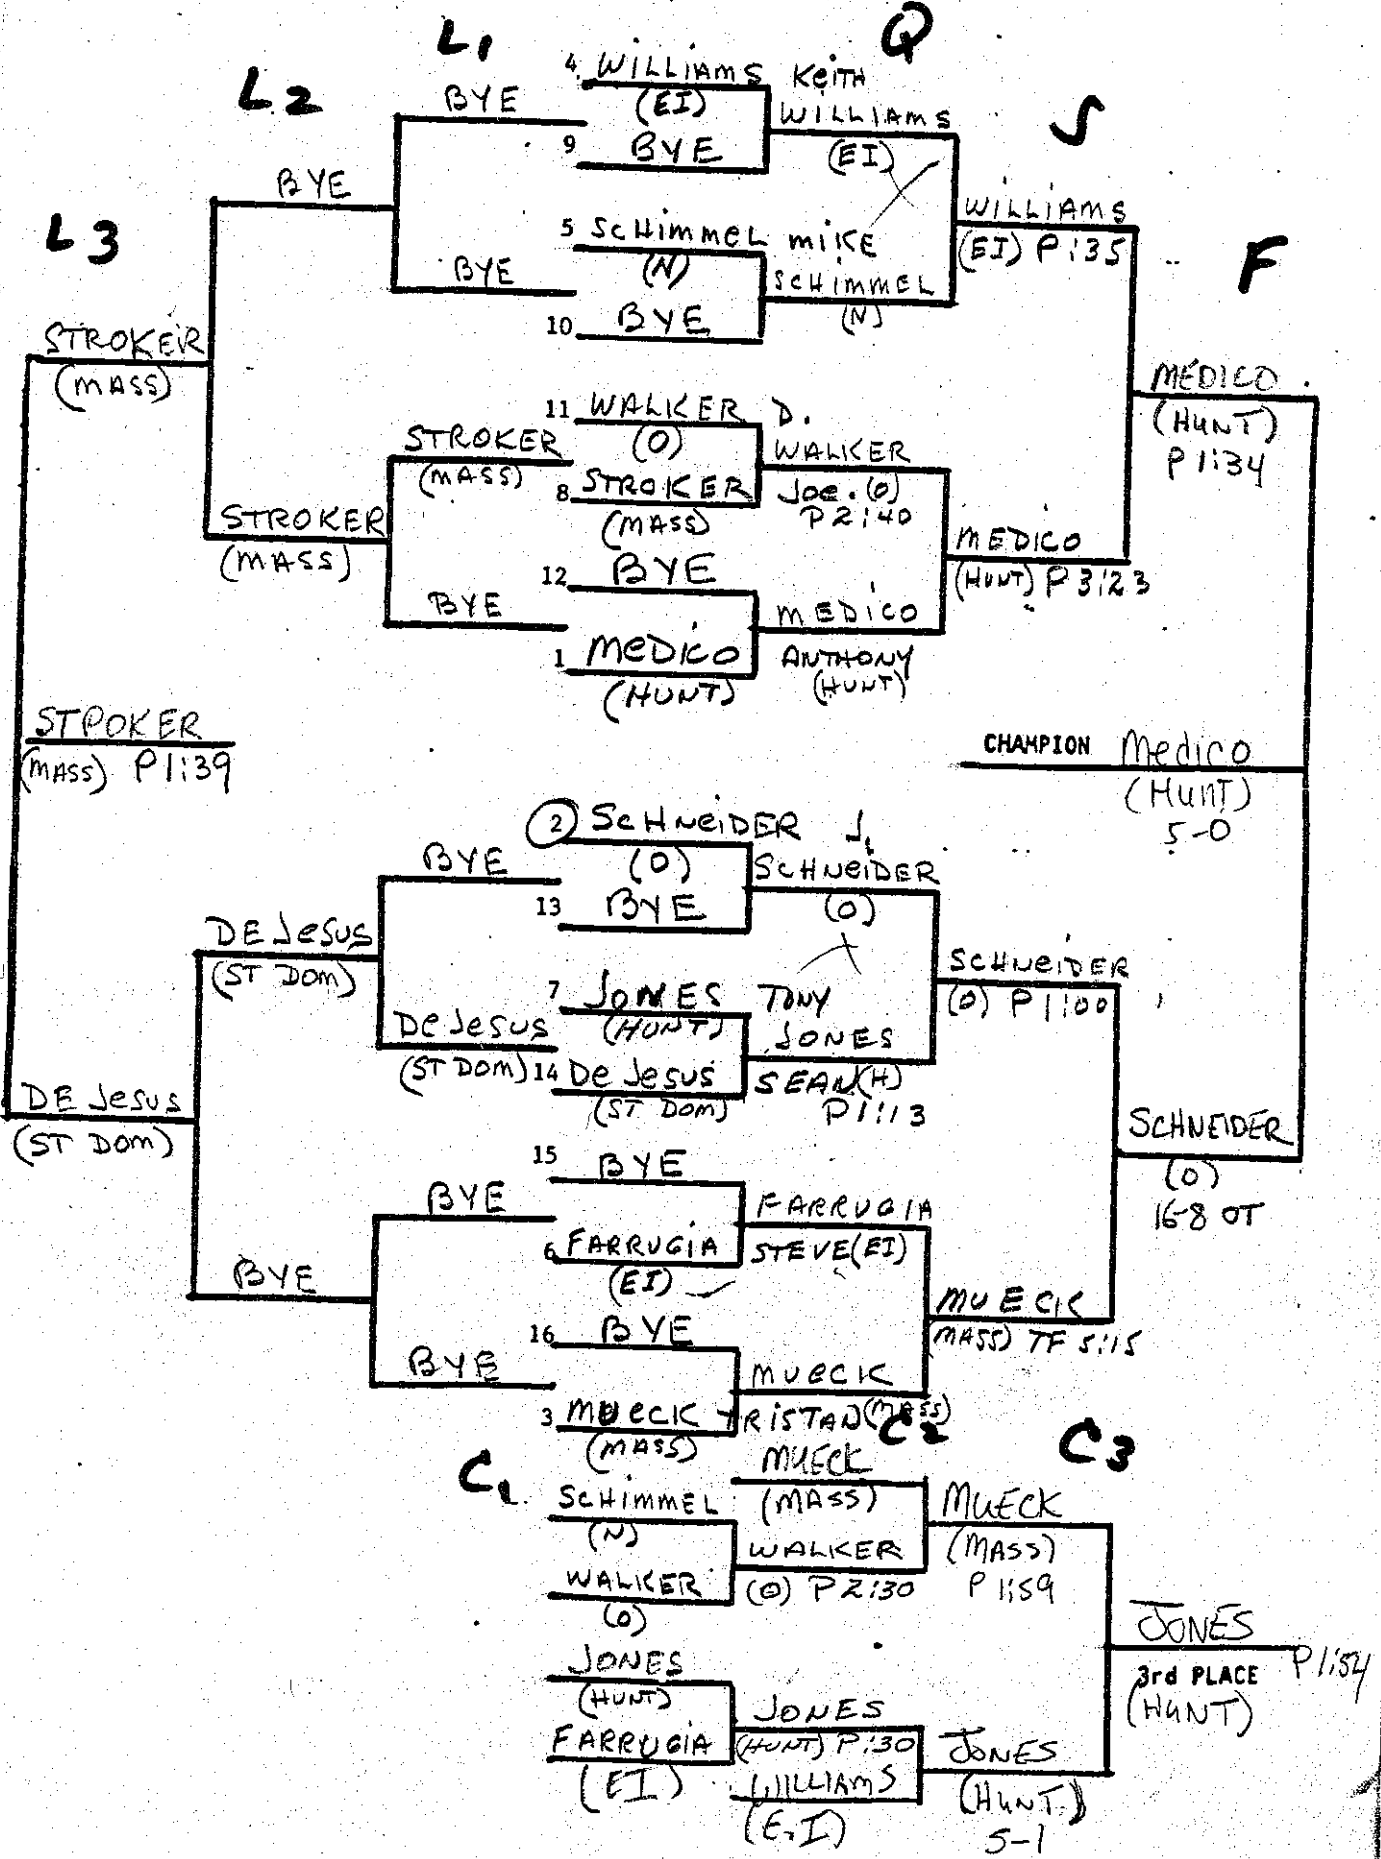 L1
Q
L2
4 WILLIAMS KEITH
BYE
(EI)
WILLIAMS
S
9 BYE
(EI)
BYE
L3
5 SCHIMMEL MIKE
WILLIAMS
(N)
(EI) P :35
F
BYE
SCHIMMEL
10 BYE
(N)
STROKER
(MASS)
MEDICO
(HUNT)
P 1:34
11 WALKER D.
(O)
STROKER
(MASS)
WALKER
8 STROKER
JOE. (O)
(MASS)
P 2:40
STROKER
(MASS)
MEDICO
(HUNT) P 3:23
12 BYE
BYE
MEDICO
1 MEDICO
ANTHONY
(HUNT)
(HUNT)
STPOKER
(MASS) P 1:39
CHAMPION Medico
(HUNT)
5-0
2 SCHNEIDER J.
(O)
BYE
SCHNEIDER
13 BYE
(O)
DE JESUS
(ST DOM)
SCHNEIDER
(O) P 1:00
7 JONES TONY
(HUNT)
DE JESUS
JONES
(ST DOM)
14 DE JESUS
SEAN (H)
(ST DOM)
P 1:13
DE JESUS
(ST DOM)
SCHNEIDER
(O)
16-8 OT
15 BYE
BYE
FARRUGIA
6 FARRUGIA
STEVE (EI)
(EI)
BYE
MUECK
(MASS) TF 5:15
16 BYE
BYE
MUECK
3 MUECK TRISTAN (MASS)
(MASS)
C1
C2
C3
MUECK
(MASS)
SCHIMMEL
(N)
MUECK
(MASS)
P 1:59
WALKER
WALKER
(O) P 2:30
(O)
JONES
3rd PLACE P 1:54
(HUNT)
JONES
(HUNT)
JONES
FARRUGIA
(HUNT) P :30
(EI)
JONES
(HUNT)
5-1
WILLIAMS
(E.I)